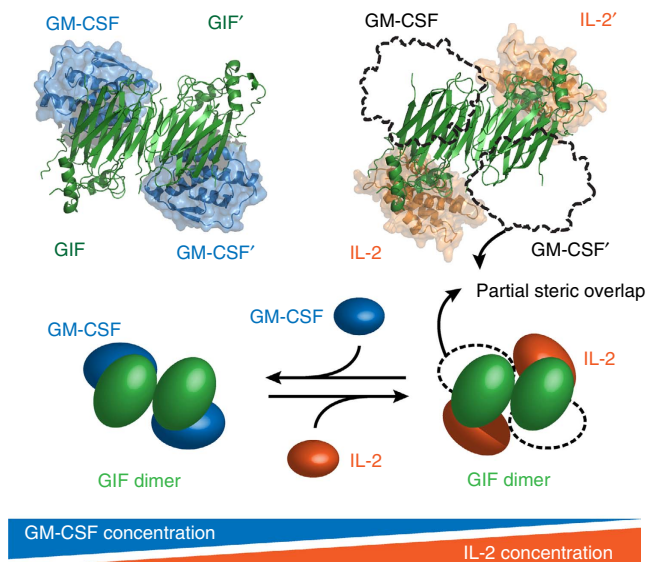 GM-CSF
GIF′
IL-2′
GIF
GM-CSF′
IL-2
GM-CSF
GM-CSF′
Partial steric overlap
GM-CSF
GM-CSF
IL-2
IL-2
GIF dimer
GIF dimer
GM-CSF concentration
IL-2 concentration